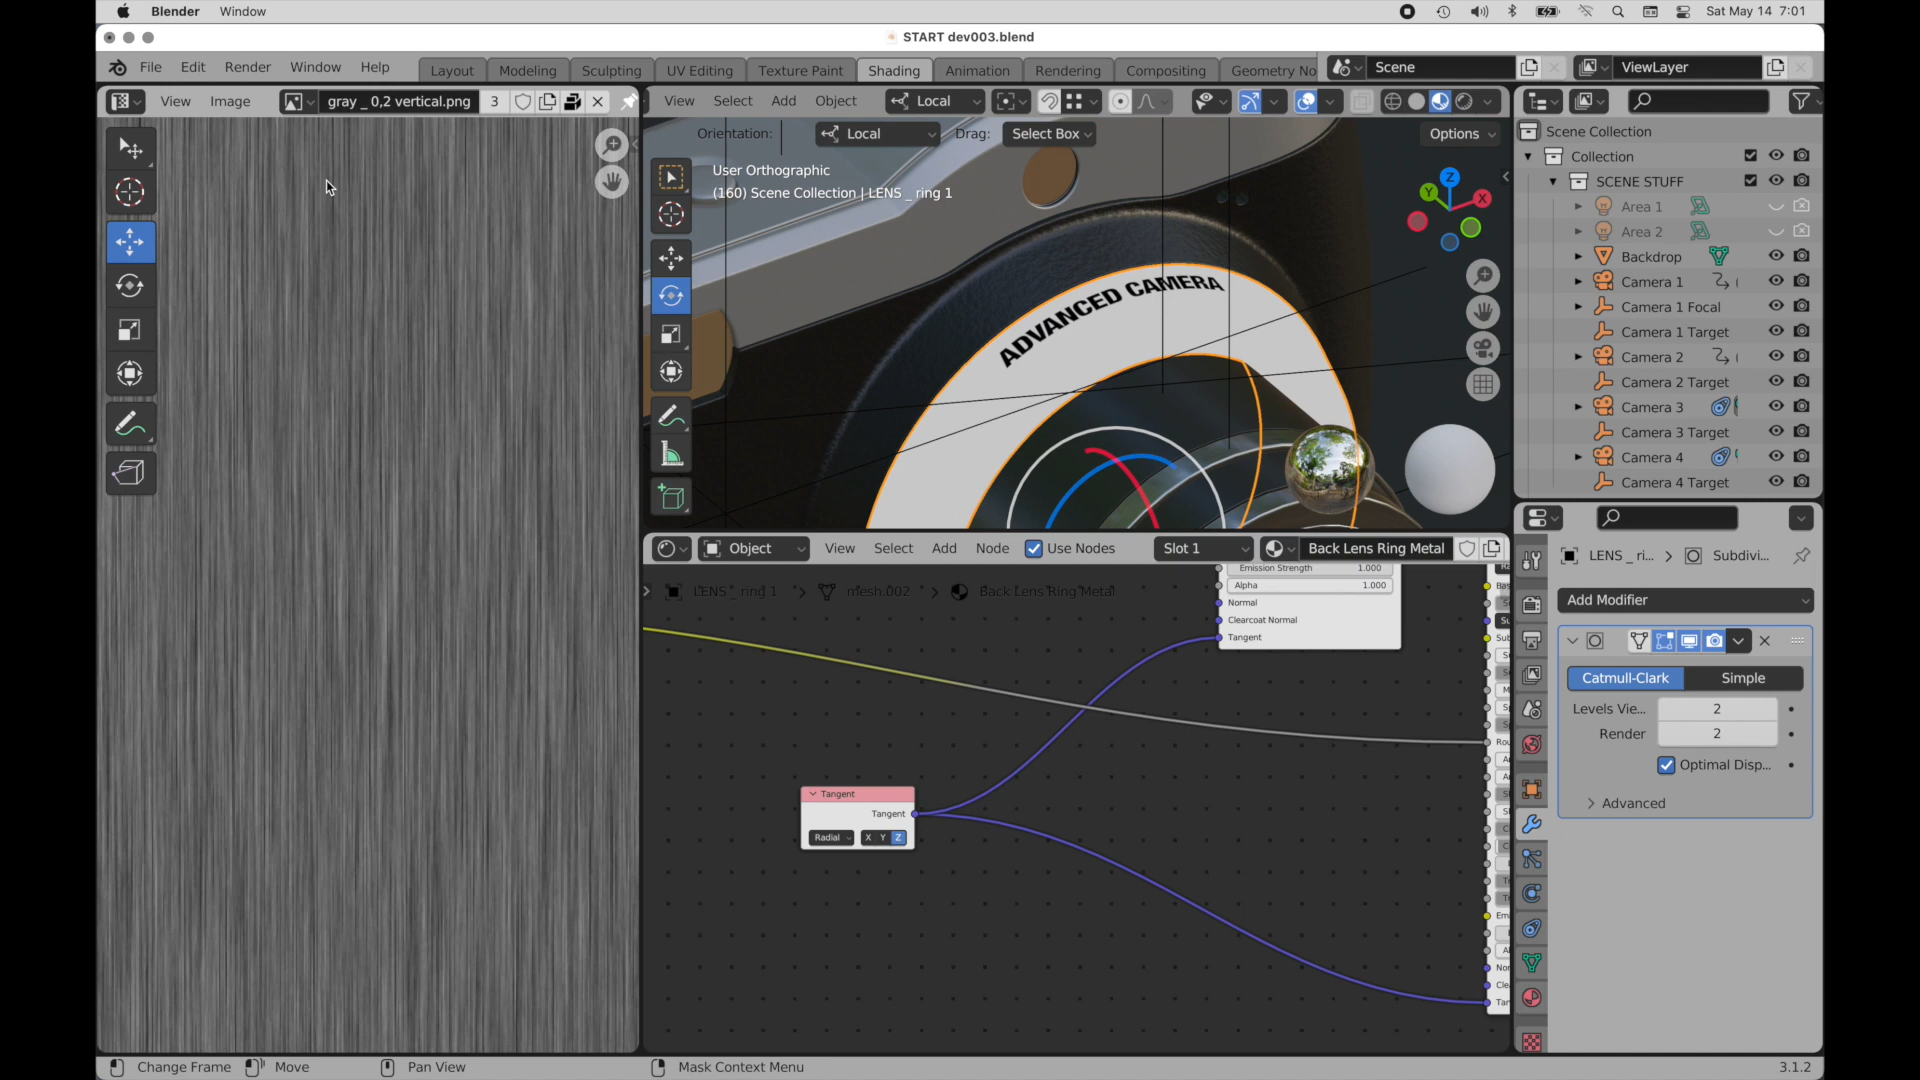 Blender Window
Sat May 14 7:01
START dev003.blend
File Edit Render Window Help
Layout Modeling Sculpting UV Editing Texture Paint Shading Animation Rendering Compositing Geometry No
Scene
ViewLayer
View Image gray _ 0,2 vertical.png 3
View Select Add Object Local
Orientation: Local Drag: Select Box Options
User Orthographic
(160) Scene Collection | LENS _ ring 1
ADVANCED CAMERA
Z
Y
X
Scene Collection
Collection
SCENE STUFF
Area 1
Area 2
Backdrop
Camera 1
Camera 1 Focal
Camera 1 Target
Camera 2
Camera 2 Target
Camera 3
Camera 3 Target
Camera 4
Camera 4 Target
Object View Select Add Node Use Nodes Slot 1 Back Lens Ring Metal
LENS _ ring 1 > mesh.002 > Back Lens Ring Metal
Emission Strength 1.000
Alpha 1.000
Normal
Clearcoat Normal
Tangent
Tangent
Tangent
Radial X Y Z
Bas
Sub
Rou
Em
Nor
Cle
Tan
LENS _ ri... > Subdivi...
Add Modifier
Catmull-Clark Simple
Levels Vie... 2
Render 2
Optimal Disp...
Advanced
Change Frame Move Pan View Mask Context Menu 3.1.2